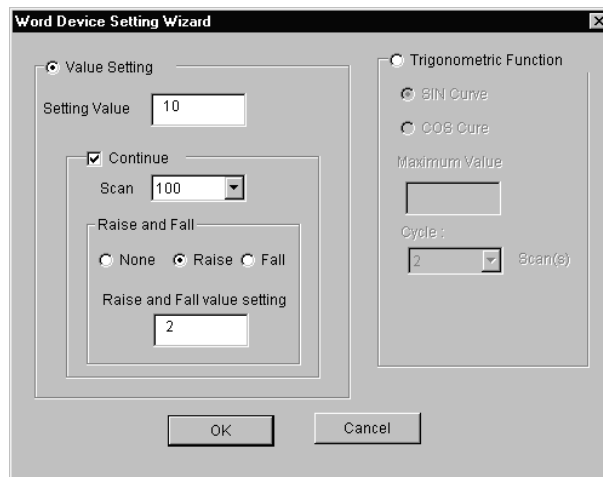 Word Device Setting Wizard
Value Setting
Setting Value 10
Continue
Scan 100
Raise and Fall
None Raise Fall
Raise and Fall value setting
2
Trigonometric Function
SIN Curve
COS Cure
Maximum Value
Cycle :
2 Scan(s)
OK Cancel